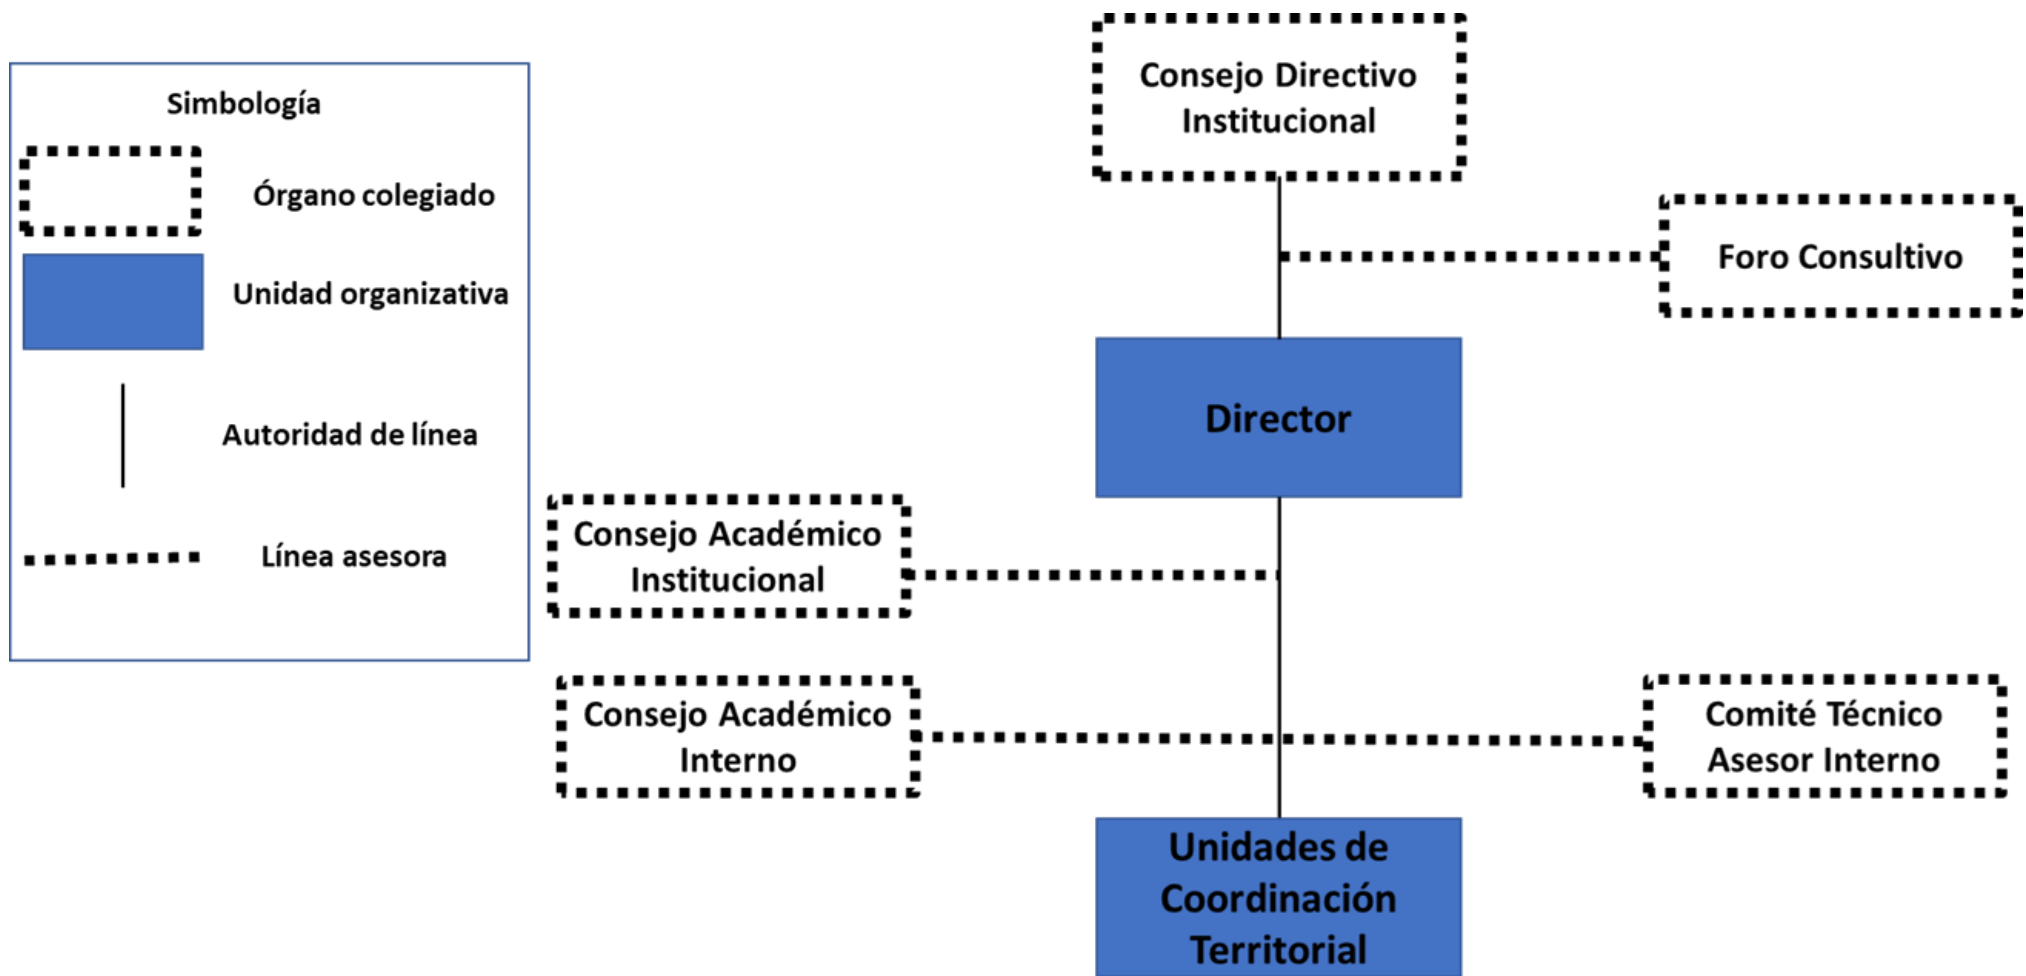 Simbología
Órgano colegiado
Unidad organizativa
Autoridad de línea
Línea asesora
Consejo Directivo
Institucional
Foro Consultivo
Director
Consejo Académico
Institucional
Consejo Académico
Interno
Comité Técnico
Asesor Interno
Unidades de
Coordinación
Territorial